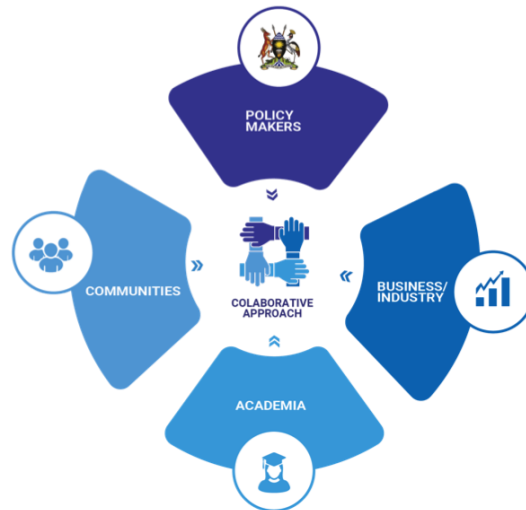 POLICY
MAKERS
COMMUNITIES
COLABORATIVE
APPROACH
BUSINESS/
INDUSTRY
ACADEMIA